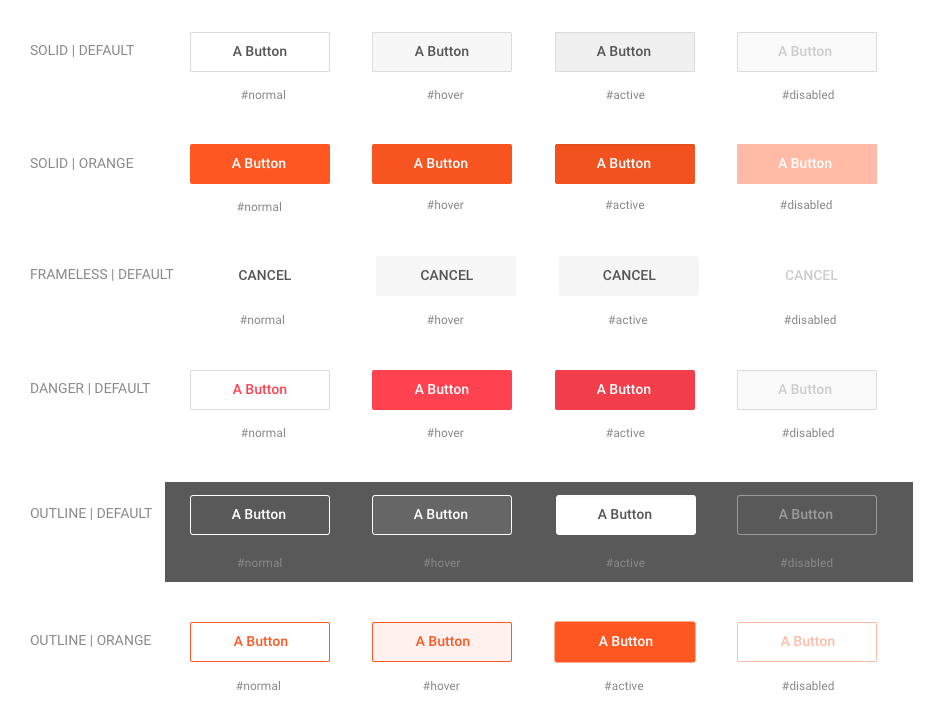 SOLID | DEFAULT
A Button
A Button
A Button
A Button
#normal
#hover
#active
#disabled
SOLID | ORANGE
A Button
A Button
A Button
A Button
#normal
#hover
#active
#disabled
FRAMELESS | DEFAULT
CANCEL
CANCEL
CANCEL
CANCEL
#normal
#hover
#active
#disabled
DANGER | DEFAULT
A Button
A Button
A Button
A Button
#normal
#hover
#active
#disabled
OUTLINE | DEFAULT
A Button
A Button
A Button
A Button
#normal
#hover
#active
#disabled
OUTLINE | ORANGE
A Button
A Button
A Button
A Button
#normal
#hover
#active
#disabled